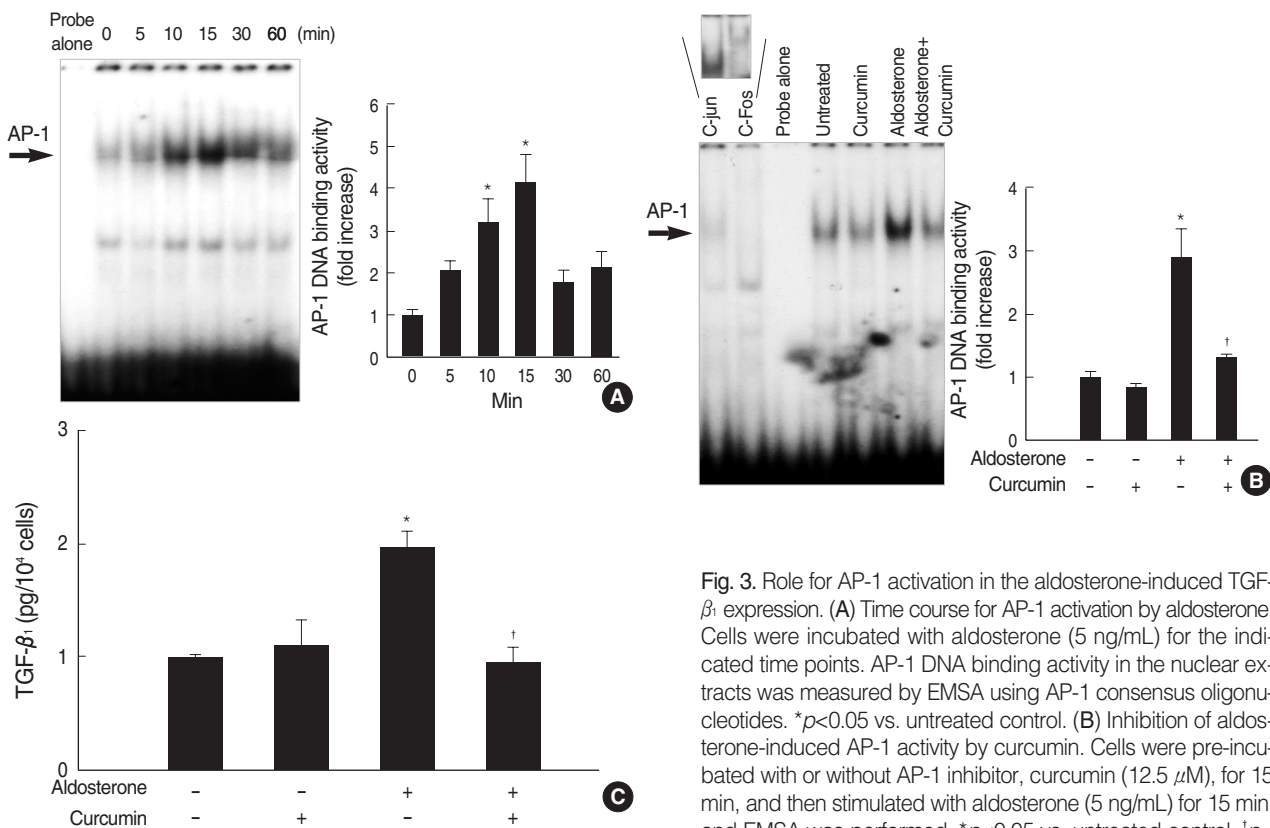 Probe
alone 0 5 10 15 30 60 (min)
AP-1
AP-1 DNA binding activity
(fold increase)
6
5
4
3
2
1
0
*
*
0 5 10 15 30 60
Min
A
C-jun
C-Fos
Probe alone
Untreated
Curcumin
Aldosterone
Aldosterone+
Curcumin
AP-1
AP-1 DNA binding activity
(fold increase)
4
3
2
1
0
*
†
Aldosterone – – + +
Curcumin – + – +
B
TGF-β₁ (pg/10⁴ cells)
3
2
1
0
*
†
Aldosterone – – + +
Curcumin – + – +
C
Fig. 3. Role for AP-1 activation in the aldosterone-induced TGF-
β₁ expression. (A) Time course for AP-1 activation by aldosterone
Cells were incubated with aldosterone (5 ng/mL) for the indi-
cated time points. AP-1 DNA binding activity in the nuclear ex-
tracts was measured by EMSA using AP-1 consensus oligonu-
cleotides. *p<0.05 vs. untreated control. (B) Inhibition of aldos-
terone-induced AP-1 activity by curcumin. Cells were pre-incu-
bated with or without AP-1 inhibitor, curcumin (12.5 μM), for 15
min, and then stimulated with aldosterone (5 ng/mL) for 15 min